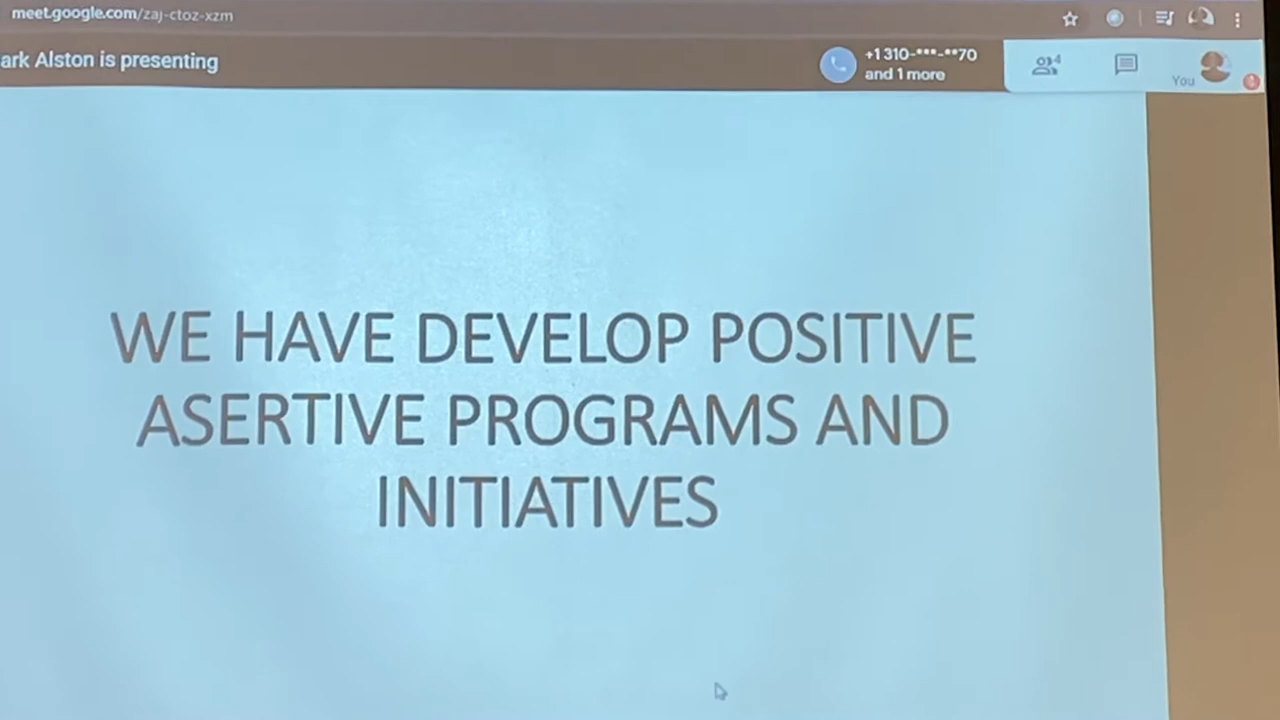 meet.google.com/zaj-ctoz-xzm
ark Alston is presenting
+1 310-***-**70
and 1 more
4
You
WE HAVE DEVELOP POSITIVE
ASERTIVE PROGRAMS AND
INITIATIVES